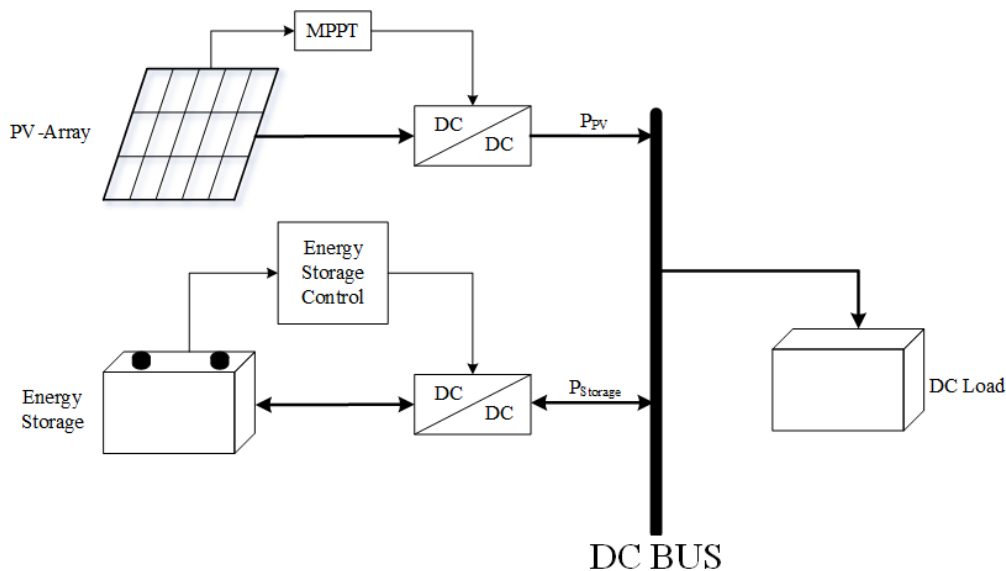 MPPT
PV-Array
DC
DC
P_PV
Energy
Storage
Control
Energy
Storage
DC
DC
P_Storage
DC Load
DC BUS